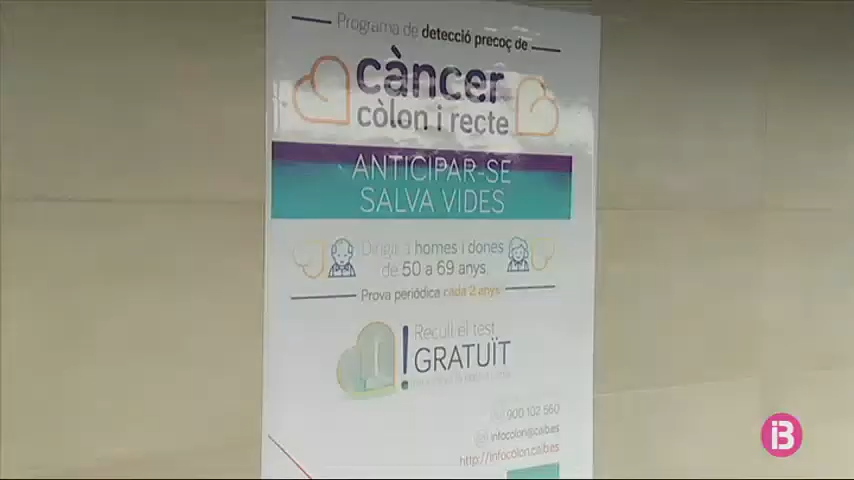 Programa de detecció precoç de
càncer
còlon i recte
ANTICIPAR-SE
SALVA VIDES
Dirigit a homes i dones
de 50 a 69 anys
Prova periòdica cada 2 anys
Recull el test
! GRATUÏT
900 102 560
infocolon@caib.es
http://infocolon.caib.es
IB